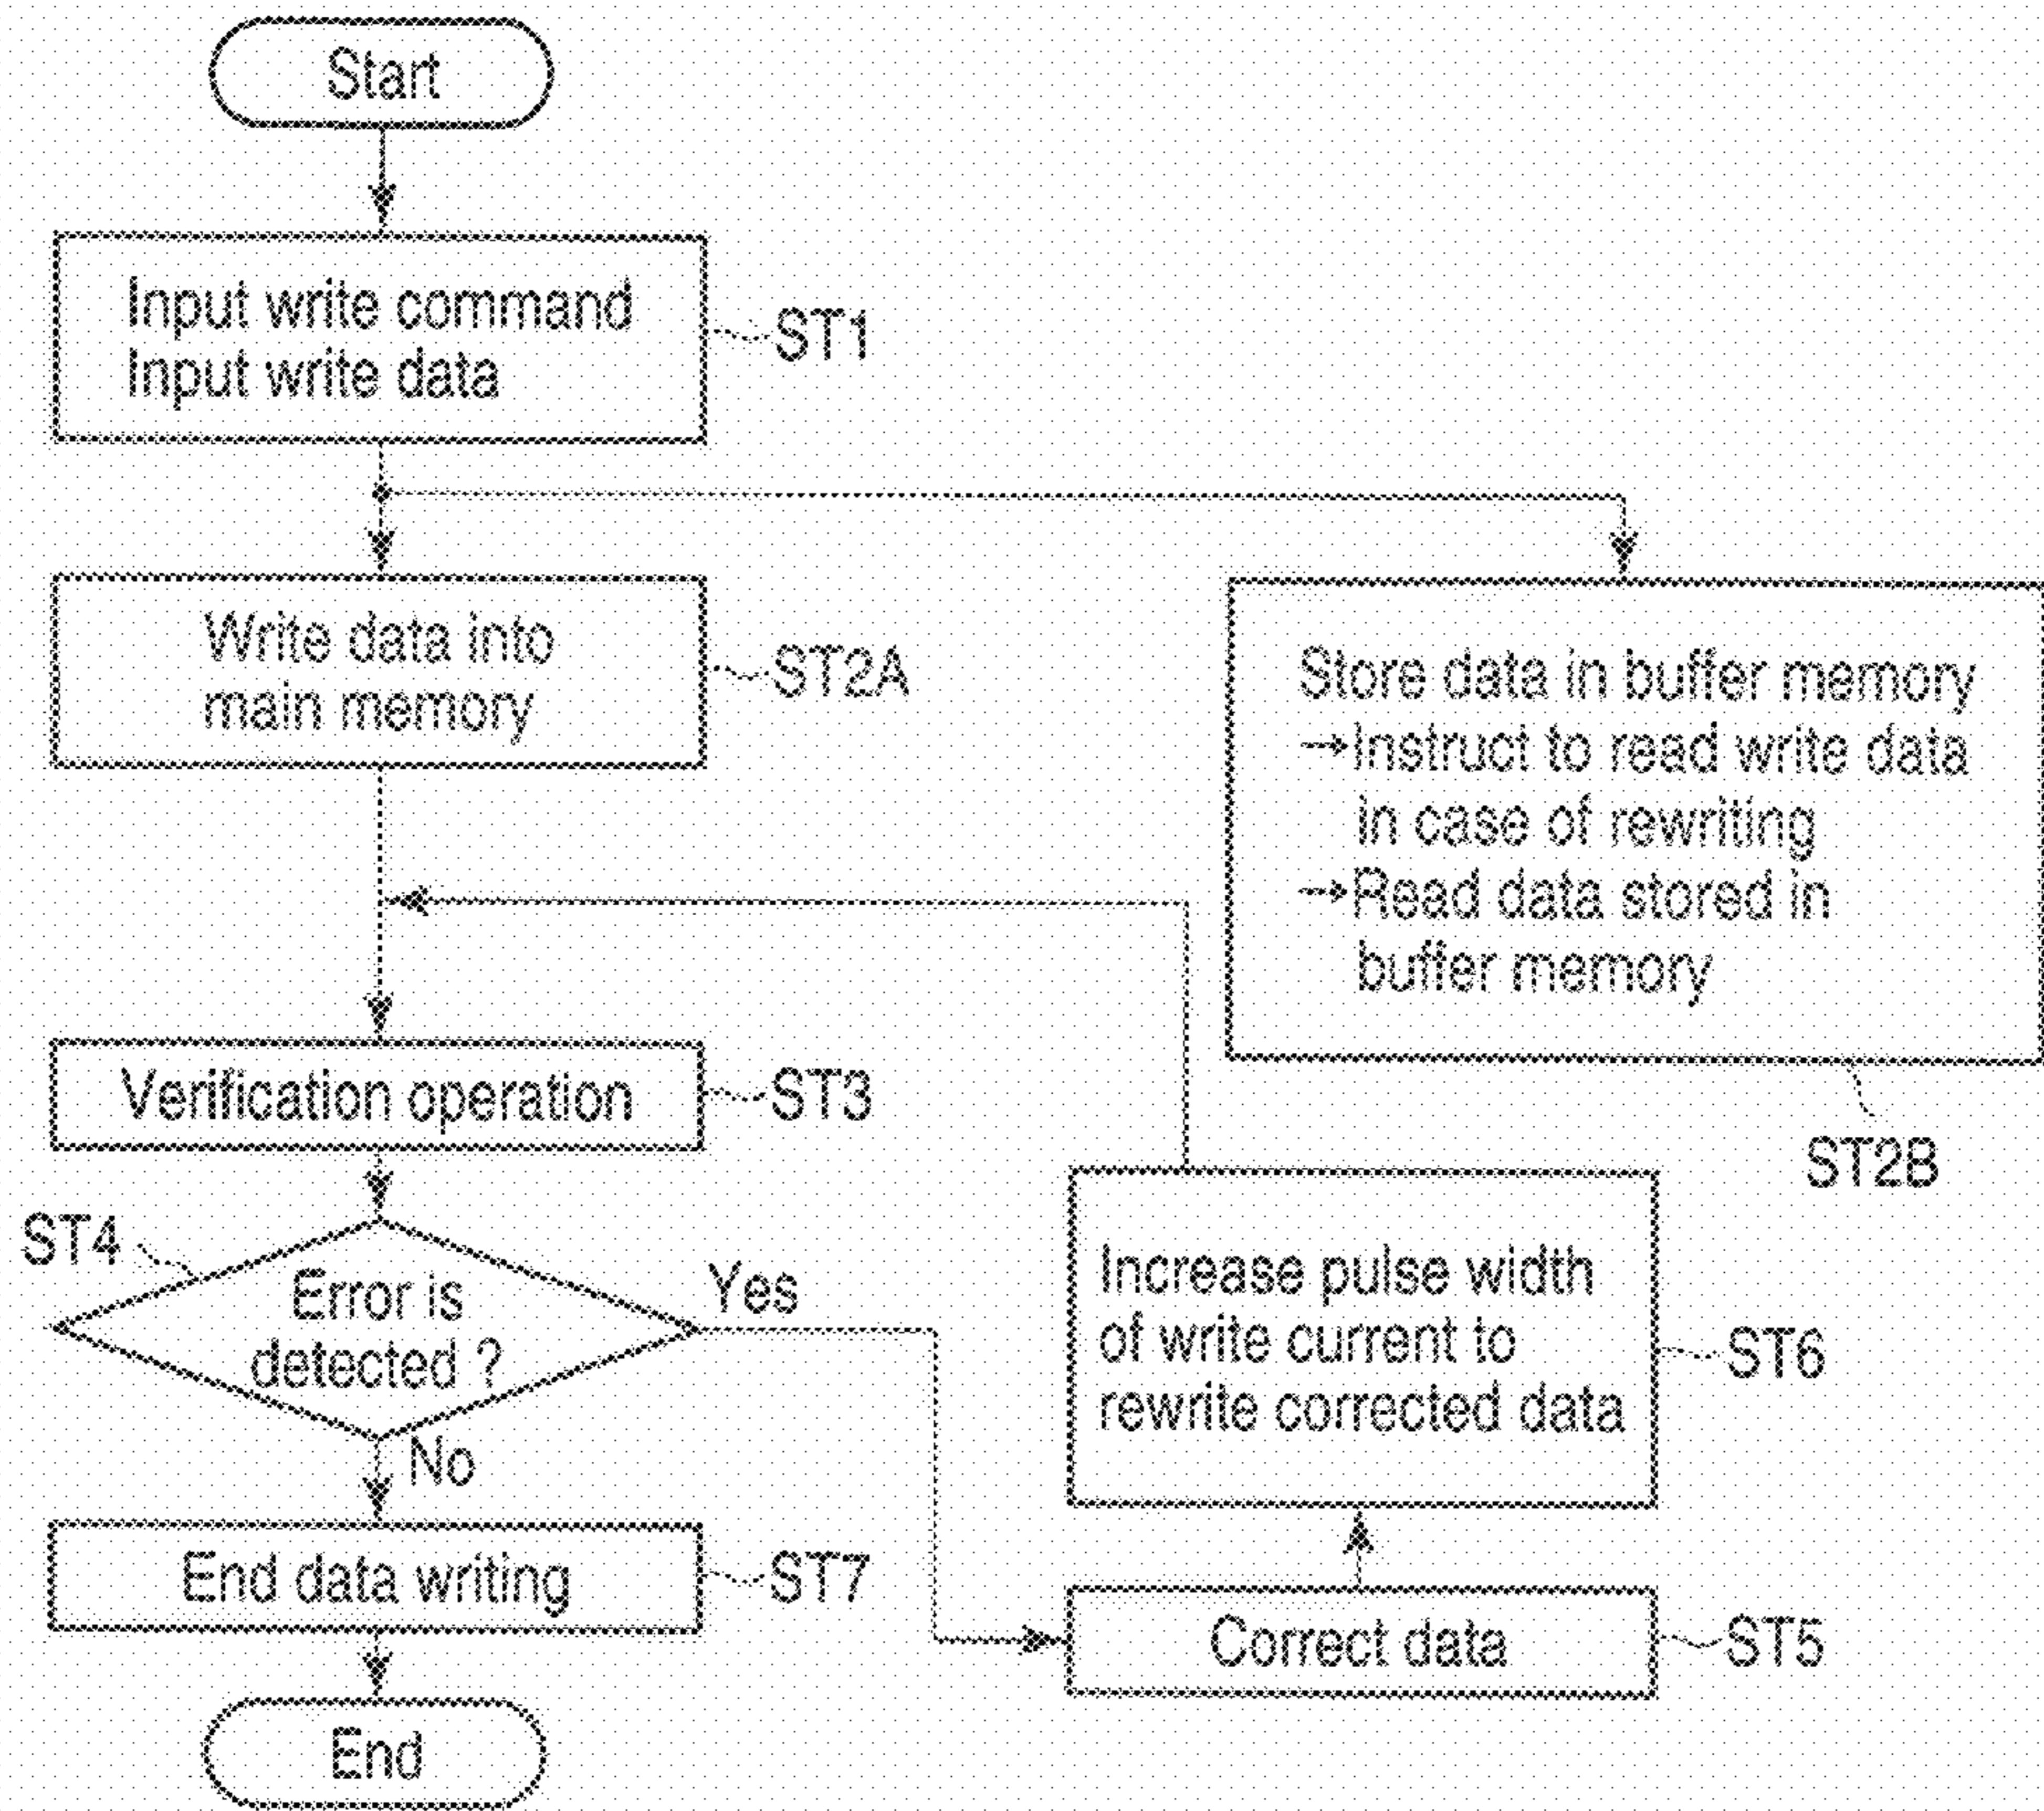 Start
Input write command
Input write data
ST1
Write data into
main memory
ST2A
Store data in buffer memory
→Instruct to read write data
in case of rewriting
→Read data stored in
buffer memory
ST2B
Verification operation
ST3
ST4
Error is
detected ?
Yes
No
Increase pulse width
of write current to
rewrite corrected data
ST6
End data writing
ST7
Correct data
ST5
End